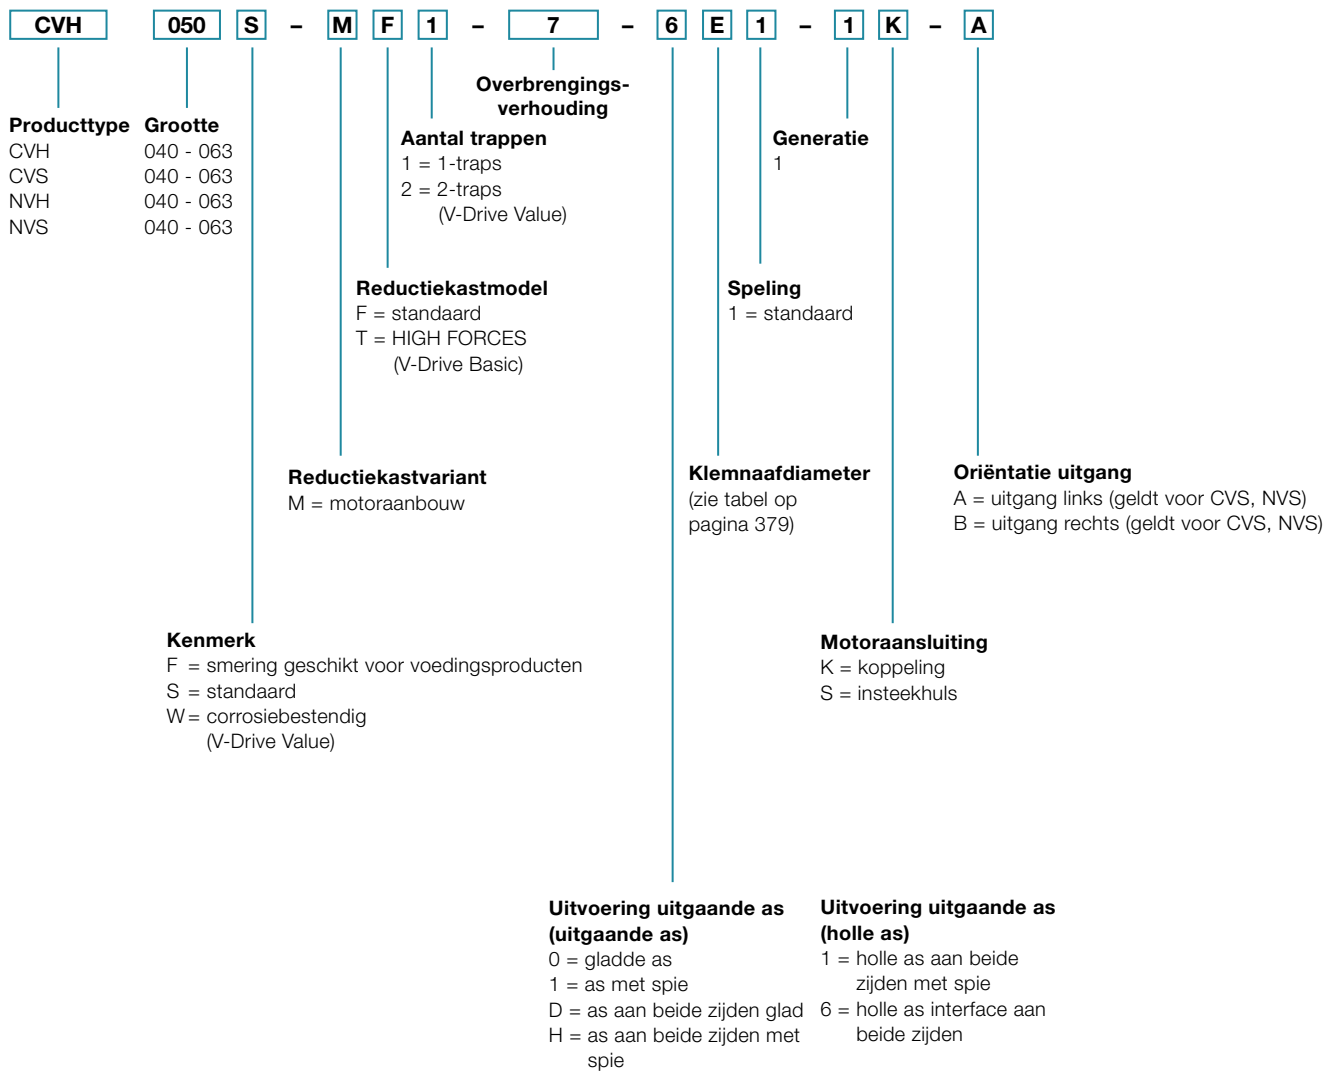 CVH 050 S – M F 1 – 7 – 6 E 1 – 1 K – A
Overbrengings-
verhouding
Producttype Grootte
CVH 040 - 063
CVS 040 - 063
NVH 040 - 063
NVS 040 - 063
Aantal trappen
1 = 1-traps
2 = 2-traps
(V-Drive Value)
Generatie
1
Reductiekastmodel
F = standaard
T = HIGH FORCES
(V-Drive Basic)
Speling
1 = standaard
Reductiekastvariant
M = motoraanbouw
Klemnaafdiameter
(zie tabel op
pagina 379)
Oriëntatie uitgang
A = uitgang links (geldt voor CVS, NVS)
B = uitgang rechts (geldt voor CVS, NVS)
Kenmerk
F = smering geschikt voor voedingsproducten
S = standaard
W = corrosiebestendig
(V-Drive Value)
Motoraansluiting
K = koppeling
S = insteekhuls
Uitvoering uitgaande as
(uitgaande as)
0 = gladde as
1 = as met spie
D = as aan beide zijden glad
H = as aan beide zijden met
spie
Uitvoering uitgaande as
(holle as)
1 = holle as aan beide
zijden met spie
6 = holle as interface aan
beide zijden